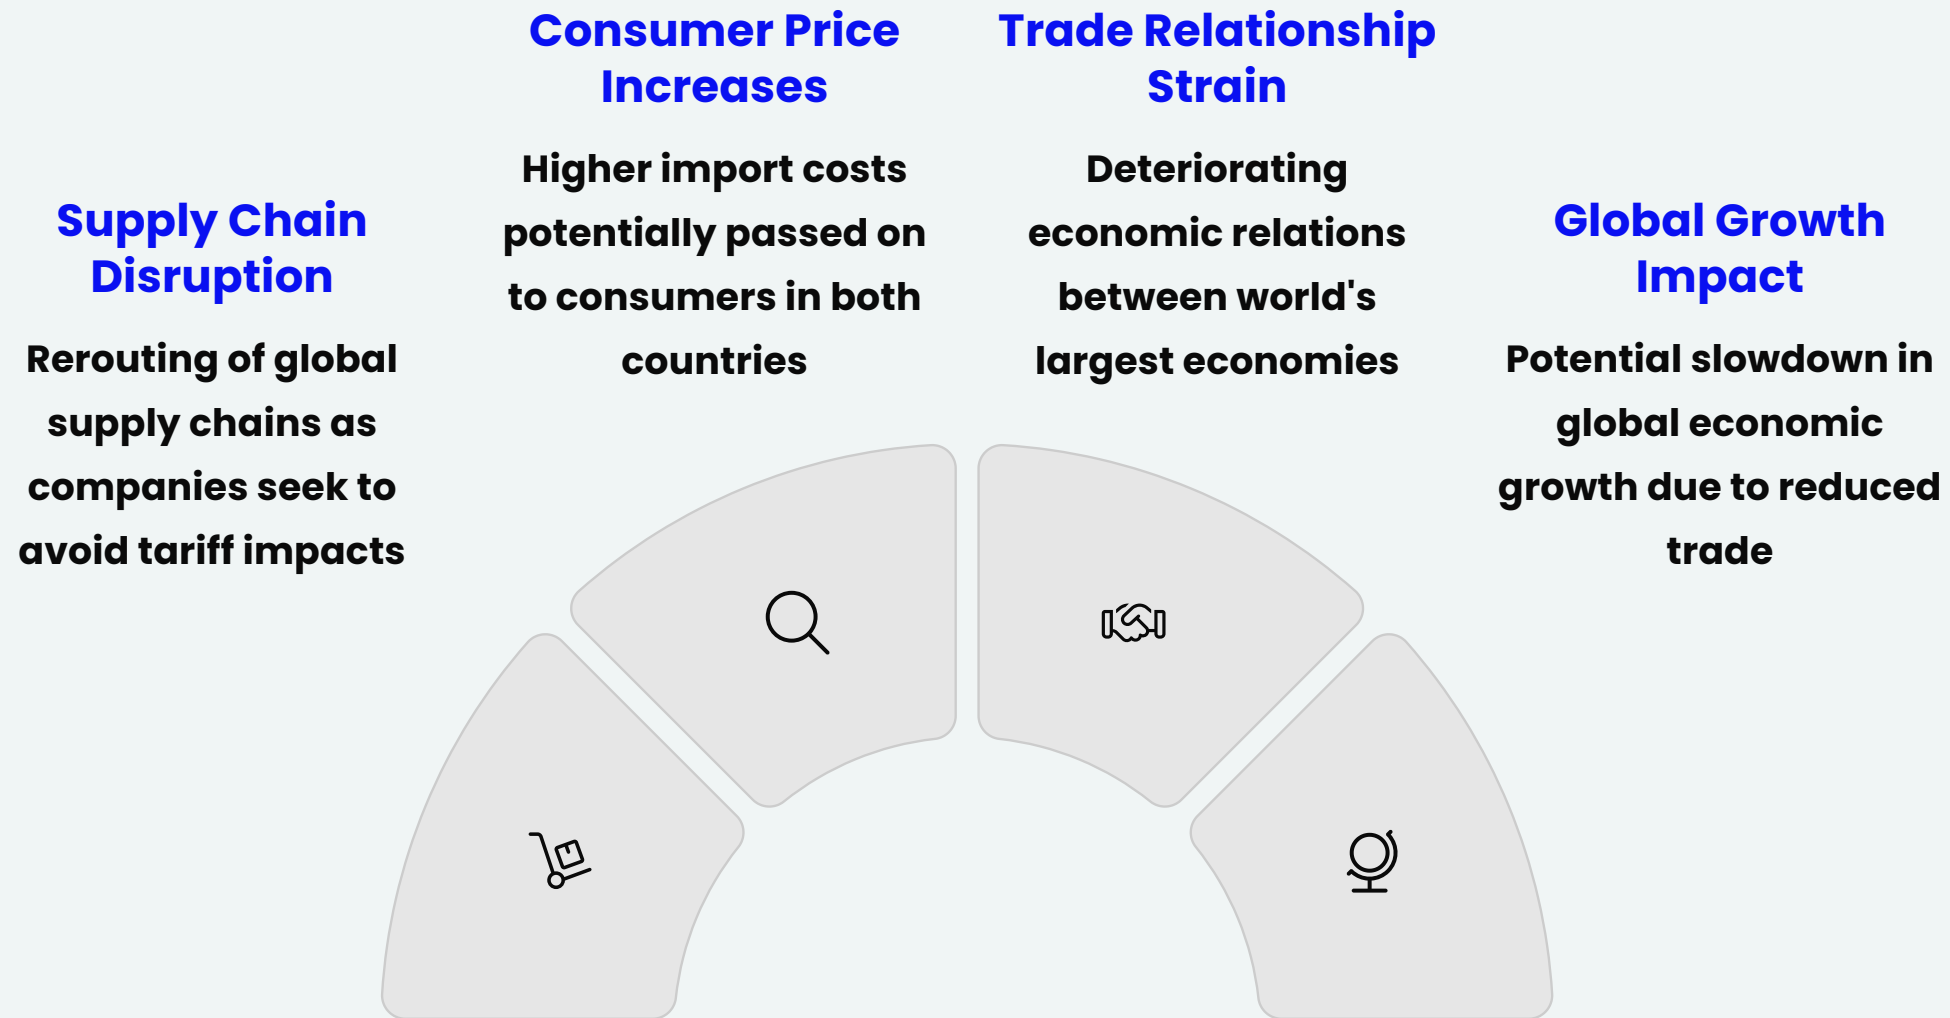 Supply Chain
Disruption
Rerouting of global
supply chains as
companies seek to
avoid tariff impacts
Consumer Price
Increases
Higher import costs
potentially passed on
to consumers in both
countries
Trade Relationship
Strain
Deteriorating
economic relations
between world's
largest economies
Global Growth
Impact
Potential slowdown in
global economic
growth due to reduced
trade